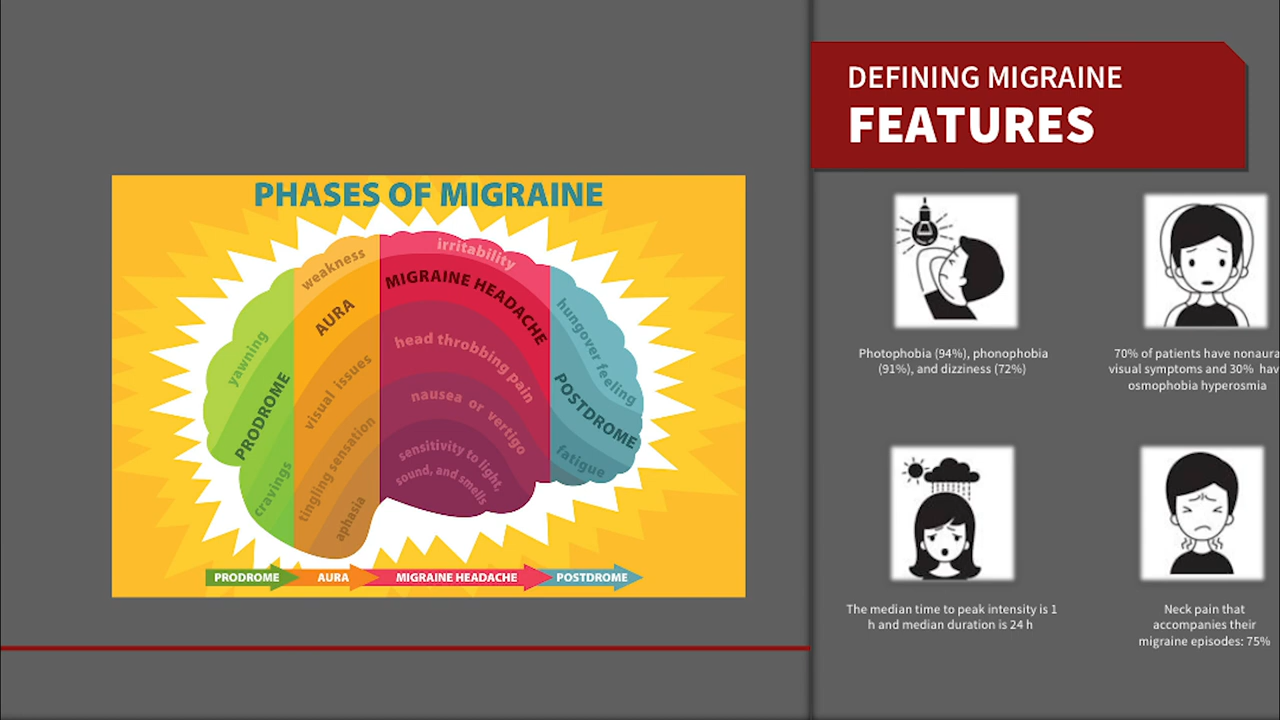 PHASES OF MIGRAINE
yawning
PRODROME
cravings
weakness
AURA
visual issues
tingling sensation
aphasia
irritability
MIGRAINE HEADACHE
head throbbing pain
nausea or vertigo
sensitivity to light,
sound, and smells
hungover feeling
POSTDROME
fatigue
PRODROME
AURA
MIGRAINE HEADACHE
POSTDROME
DEFINING MIGRAINE
FEATURES
Photophobia (94%), phonophobia
(91%), and dizziness (72%)
70% of patients have nonaura
visual symptoms and 30% hav
osmophobia hyperosmia
The median time to peak intensity is 1
h and median duration is 24 h
Neck pain that
accompanies their
migraine episodes: 75%